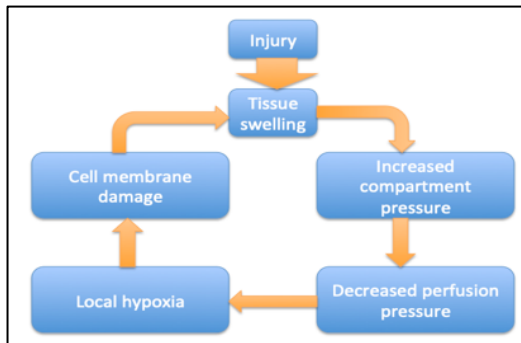 Injury
Tissue
swelling
Increased
compartment
pressure
Decreased perfusion
pressure
Local hypoxia
Cell membrane
damage